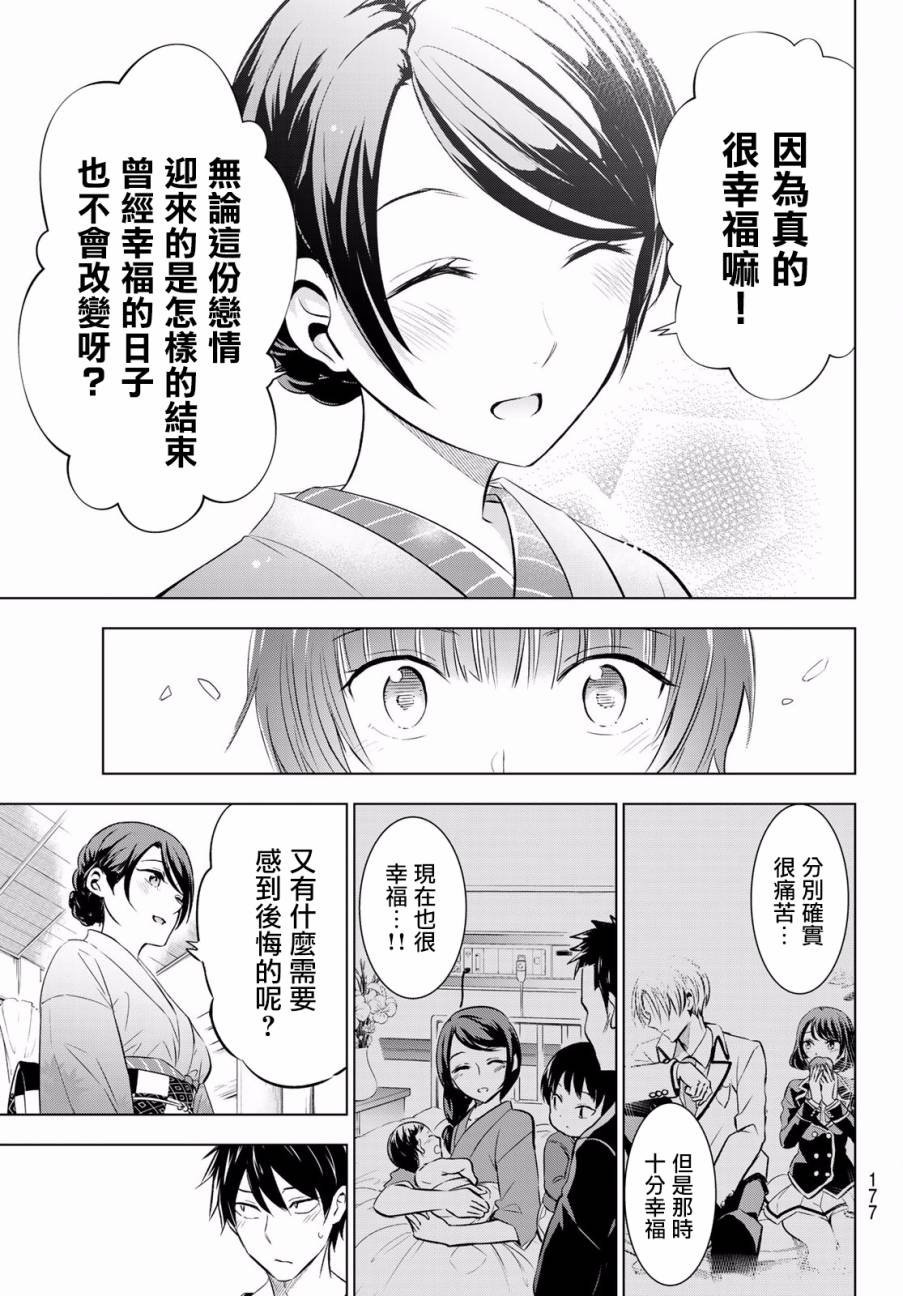 因為真的
很幸福嘛！
無論這份戀情
迎來的是怎樣的結束
曾經幸福的日子
也不會改變呀？
分別確實
很痛苦…
但是那時
十分幸福
現在也很
幸福…!!
又有什麼需要
感到後悔的呢？
177